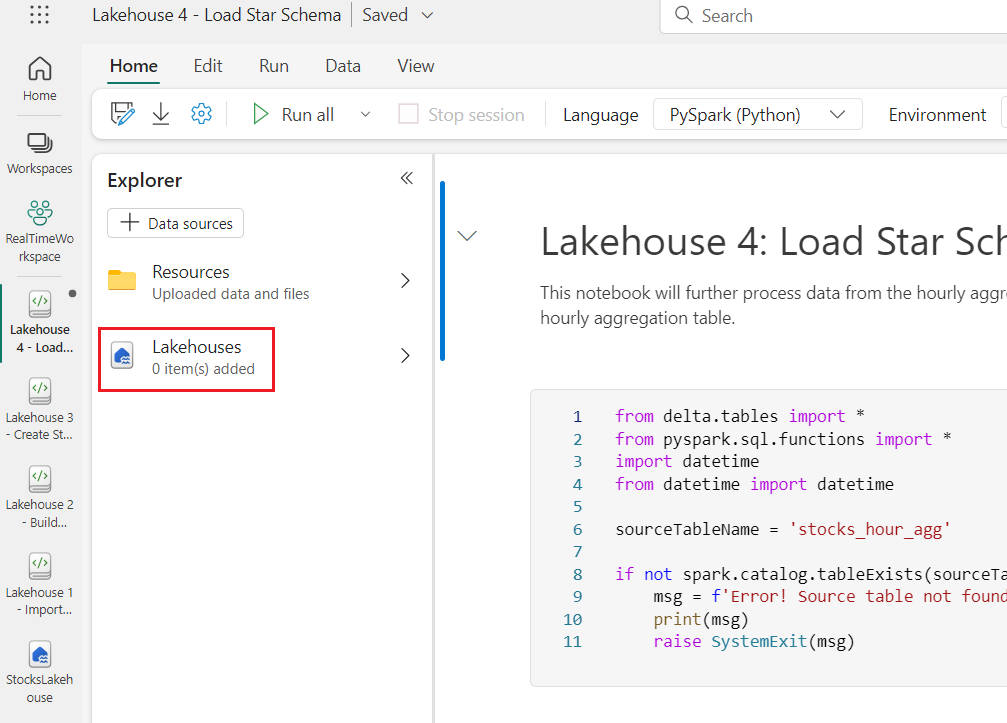 Lakehouse 4 - Load Star Schema
Saved
Search
Home
Edit
Run
Data
View
Run all
Stop session
Language
PySpark (Python)
Environment
Home
Workspaces
RealTimeWo
rkspace
Lakehouse
4 - Load...
Lakehouse 3
- Create St...
Lakehouse 2
- Build...
Lakehouse 1
- Import...
StocksLakeh
ouse
Explorer
Data sources
Resources
Uploaded data and files
Lakehouses
0 item(s) added
Lakehouse 4: Load Star Sch
This notebook will further process data from the hourly aggr
hourly aggregation table.
1 from delta.tables import *
2 from pyspark.sql.functions import *
3 import datetime
4 from datetime import datetime
5
6 sourceTableName = 'stocks_hour_agg'
7
8 if not spark.catalog.tableExists(sourceTa
9 msg = f'Error! Source table not found
10 print(msg)
11 raise SystemExit(msg)